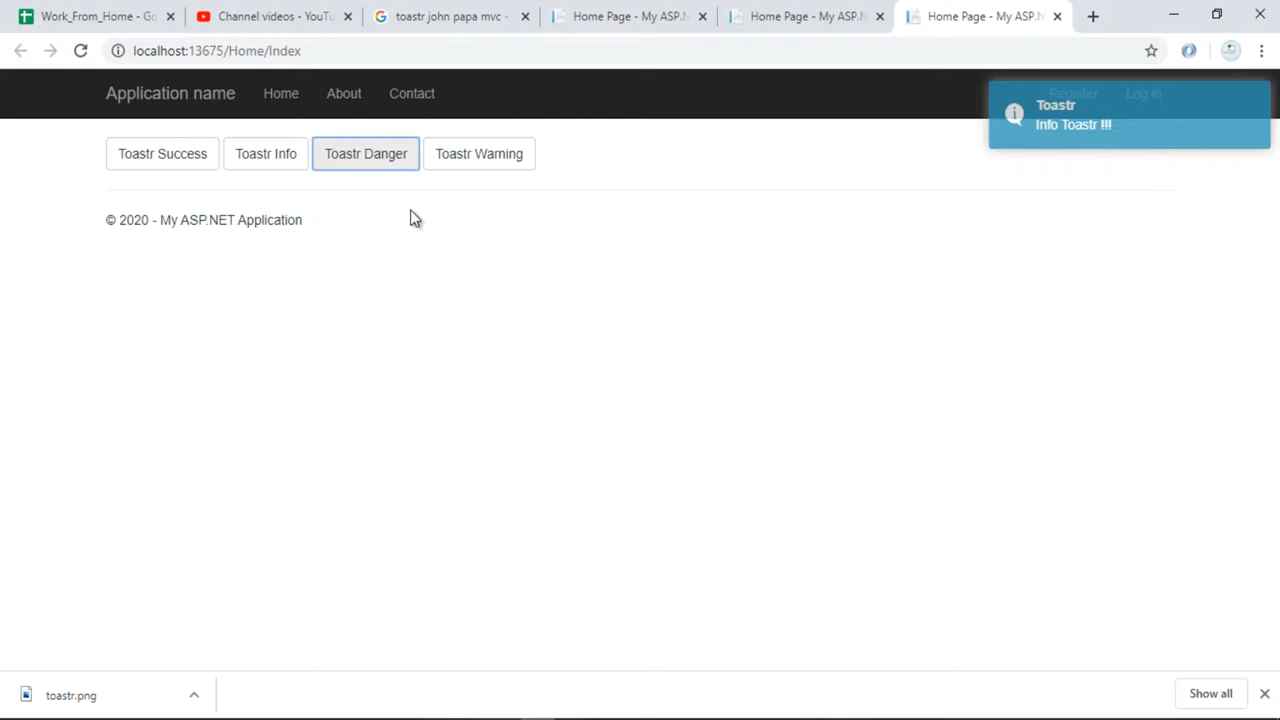 Work_From_Home - Go
Channel videos - YouTu
toastr john papa mvc -
Home Page - My ASP.N
Home Page - My ASP.N
Home Page - My ASP.N
localhost:13675/Home/Index
Application name
Home
About
Contact
Register
Log in
Toastr
Info Toastr !!!
Toastr Success
Toastr Info
Toastr Danger
Toastr Warning
© 2020 - My ASP.NET Application
toastr.png
Show all